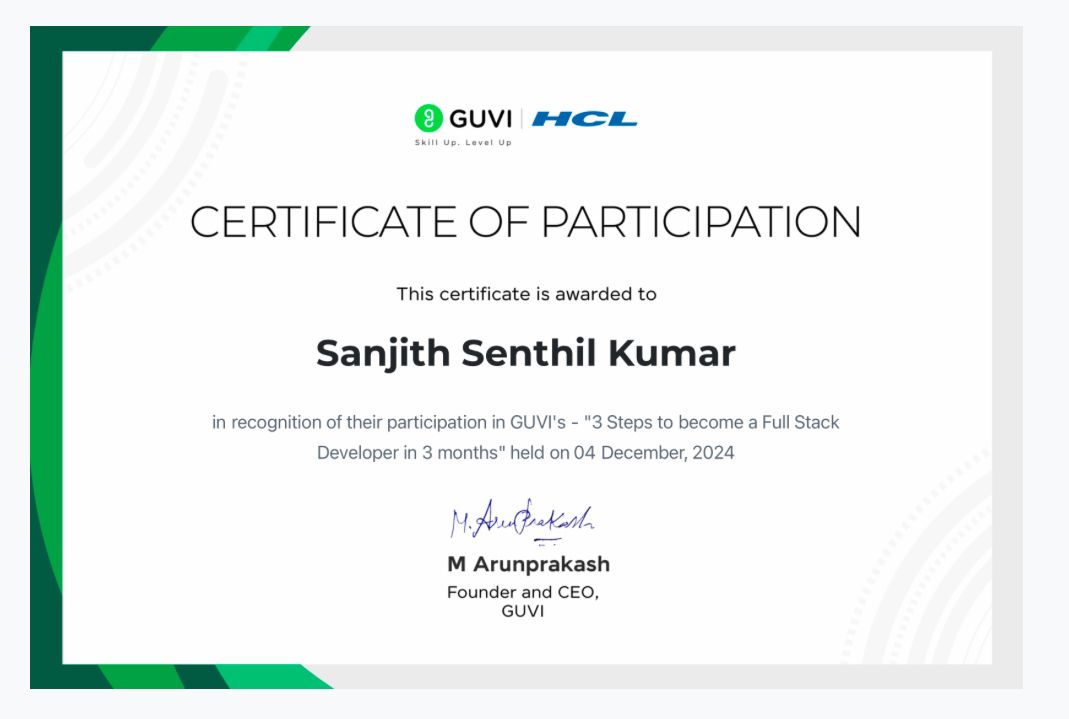 GUVI | HCL
Skill Up. Level Up
CERTIFICATE OF PARTICIPATION
This certificate is awarded to
Sanjith Senthil Kumar
in recognition of their participation in GUVI's - "3 Steps to become a Full Stack
Developer in 3 months" held on 04 December, 2024
M. Arunprakash
M Arunprakash
Founder and CEO,
GUVI